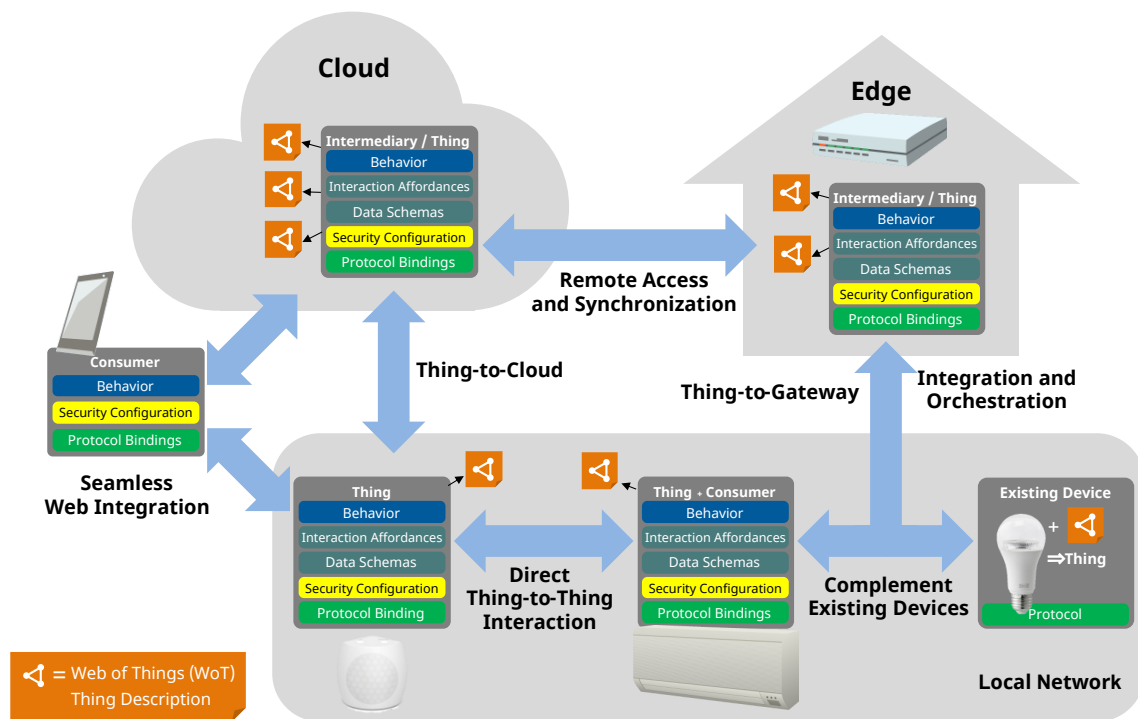 Cloud
Intermediary / Thing
Behavior
Interaction Affordances
Data Schemas
Security Configuration
Protocol Bindings
Edge
Intermediary / Thing
Behavior
Interaction Affordances
Data Schemas
Security Configuration
Protocol Bindings
Remote Access
and Synchronization
Consumer
Behavior
Security Configuration
Protocol Bindings
Thing-to-Cloud
Thing-to-Gateway
Integration and
Orchestration
Seamless
Web Integration
Thing
Behavior
Interaction Affordances
Data Schemas
Security Configuration
Protocol Binding
Direct
Thing-to-Thing
Interaction
Thing + Consumer
Behavior
Interaction Affordances
Data Schemas
Security Configuration
Protocol Bindings
Complement
Existing Devices
Existing Device
+
⇒Thing
Protocol
Local Network
= Web of Things (WoT)
Thing Description